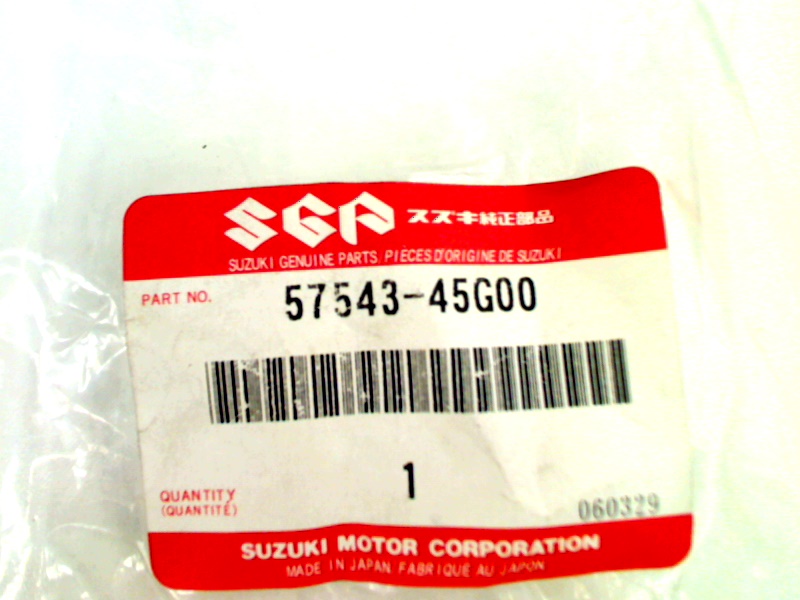 SGP スズキ純正部品
SUZUKI GENUINE PARTS/PIÈCES D'ORIGINE DE SUZUKI
PART NO. 57543-45G00
1
QUANTITY
(QUANTITÉ)
060329
SUZUKI MOTOR CORPORATION
MADE IN JAPAN FABRIQUÉ AU JAPON